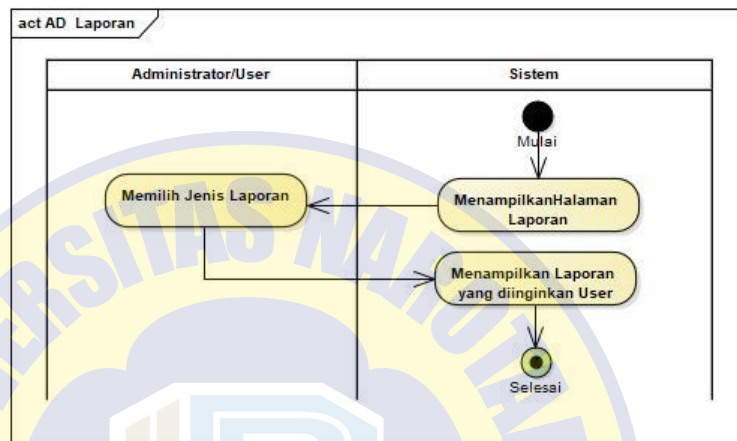 act AD Laporan
Administrator/User
Sistem
Mulai
Memilih Jenis Laporan
MenampilkanHalaman
Laporan
Menampilkan Laporan
yang diinginkan User
Selesai